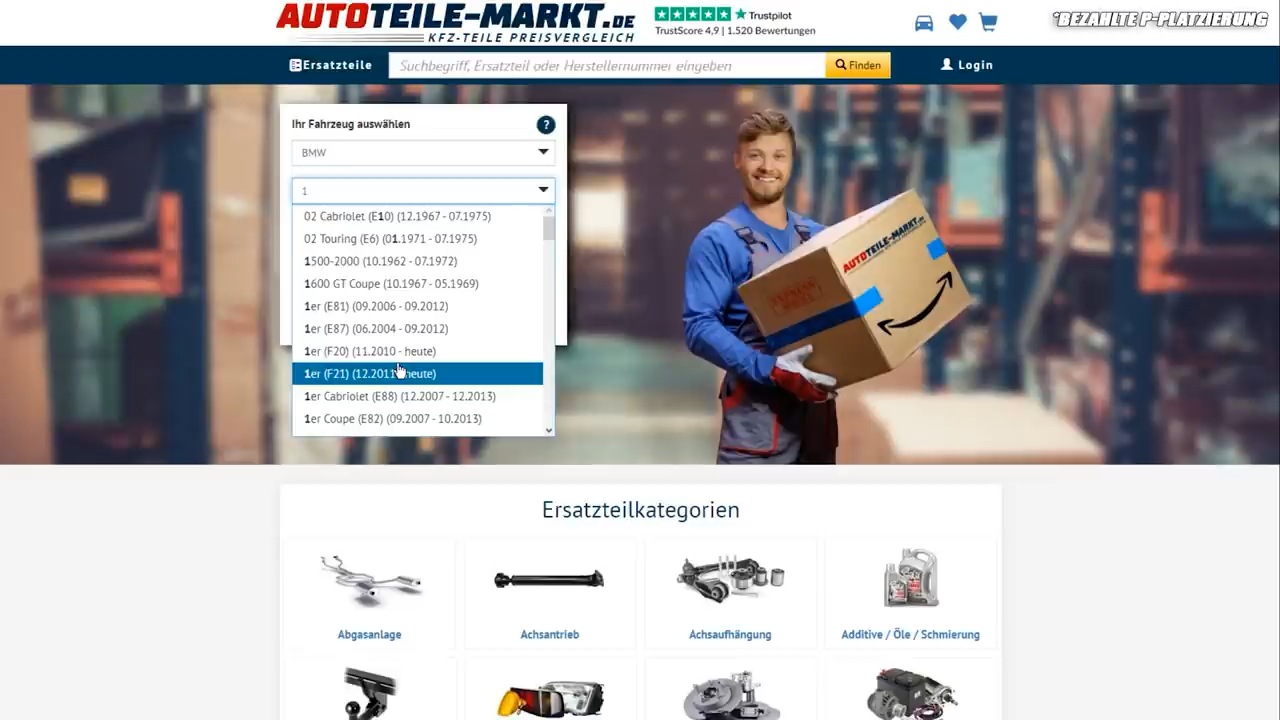 AUTOTEILE-MARKT.DE
KFZ-TEILE PREISVERGLEICH
Trustpilot
TrustScore 4,9 | 1.520 Bewertungen
*BEZAHLTE P-PLATZIERUNG
Ersatzteile
Suchbegriff, Ersatzteil oder Herstellernummer eingeben
Finden
Login
Ihr Fahrzeug auswählen
?
BMW
1
02 Cabriolet (E10) (12.1967 - 07.1975)
02 Touring (E6) (01.1971 - 07.1975)
1500-2000 (10.1962 - 07.1972)
1600 GT Coupe (10.1967 - 05.1969)
1er (E81) (09.2006 - 09.2012)
1er (E87) (06.2004 - 09.2012)
1er (F20) (11.2010 - heute)
1er (F21) (12.2011 heute)
1er Cabriolet (E88) (12.2007 - 12.2013)
1er Coupe (E82) (09.2007 - 10.2013)
AUTOTEILE-MARKT.DE
Ersatzteilkategorien
Abgasanlage
Achsantrieb
Achsaufhängung
Additive / Öle / Schmierung